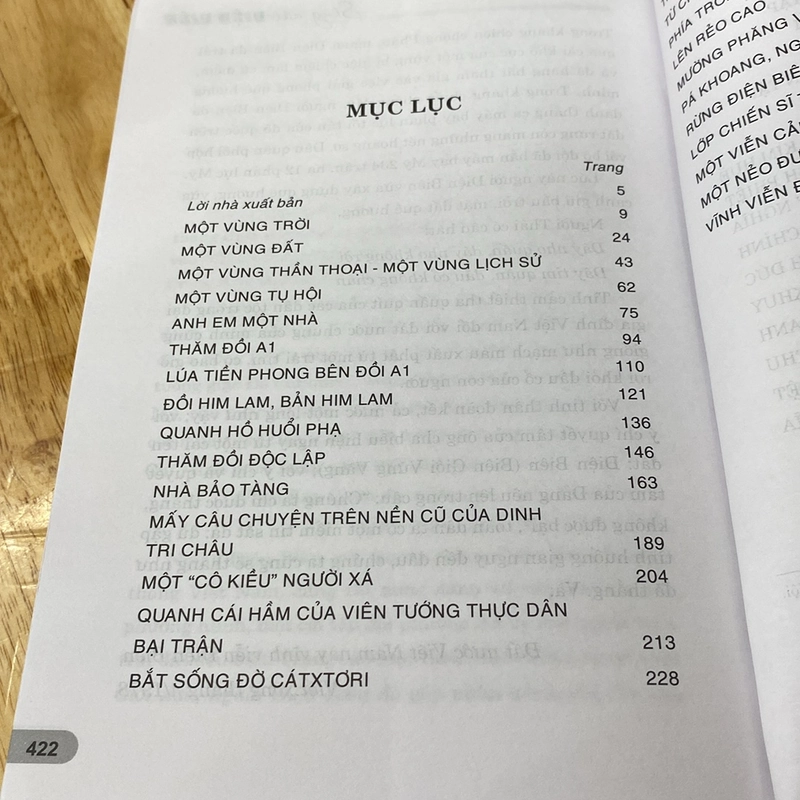 MỤC LỤC
Trang
Lời nhà xuất bản 5
MỘT VÙNG TRỜI 9
MỘT VÙNG ĐẤT 24
MỘT VÙNG THẦN THOẠI - MỘT VÙNG LỊCH SỬ 43
MỘT VÙNG TỤ HỘI 62
ANH EM MỘT NHÀ 75
THĂM ĐỒI A1 94
LÚA TIỀN PHONG BÊN ĐỒI A1 110
ĐỒI HIM LAM, BẢN HIM LAM 121
QUANH HỒ HUỔI PHẠ 136
THĂM ĐỒI ĐỘC LẬP 146
NHÀ BẢO TÀNG 163
MẤY CÂU CHUYỆN TRÊN NỀN CŨ CỦA DINH
TRI CHÂU 189
MỘT “CÔ KIỀU” NGƯỜI XÁ 204
QUANH CÁI HẦM CỦA VIÊN TƯỚNG THỰC DÂN
BẠI TRẬN 213
BẮT SỐNG ĐỜ CÁTXTƠRI 228
422
PHÍA TRO
LÊN RẺO CAO
MƯỜNG PHĂNG
PÁ KHOANG, NG
RỪNG ĐIỆN BIÊ
LỚP CHIẾN SĨ
MỘT VIỄN CẢ
MỘT NẺO ĐƯ
VĨNH VIỄN Đ